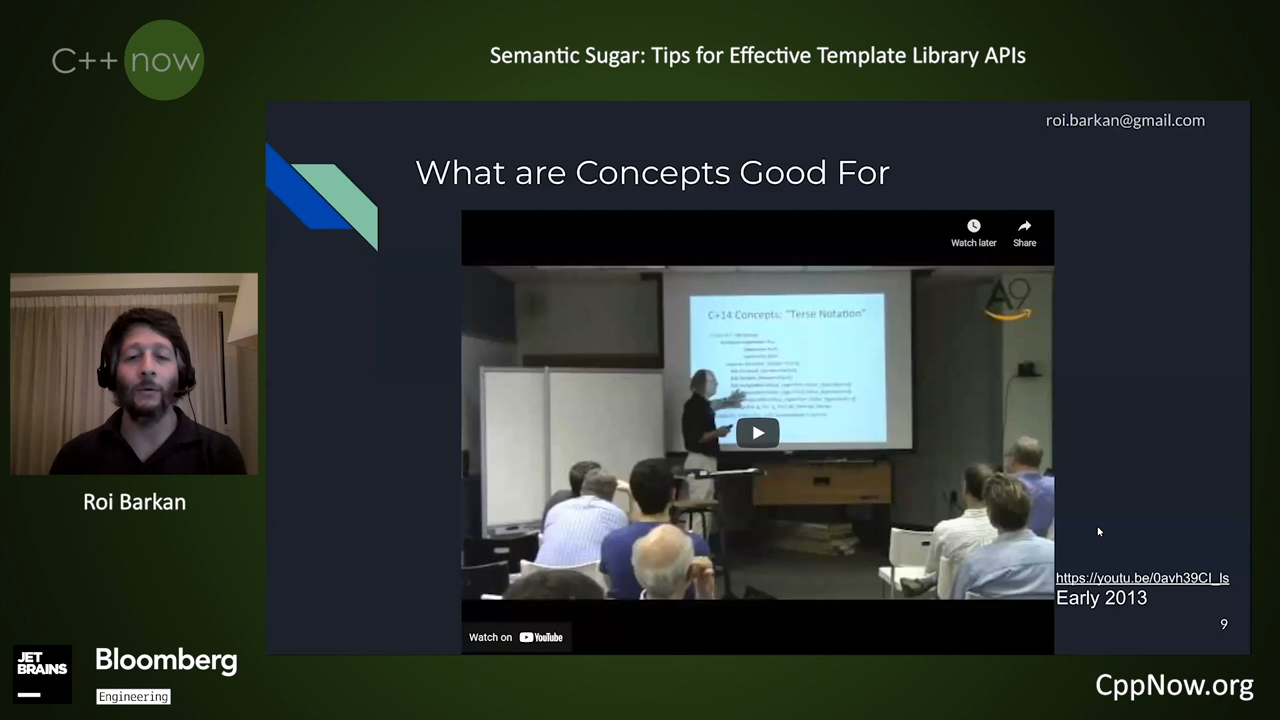 C++ now
Semantic Sugar: Tips for Effective Template Library APIs
roi.barkan@gmail.com
What are Concepts Good For
Watch later
Share
A9
C+14 Concepts: "Terse Notation"
Roi Barkan
https://youtu.be/0avh39CI_ls
Early 2013
9
Watch on YouTube
JET
BRAINS
Bloomberg
Engineering
CppNow.org